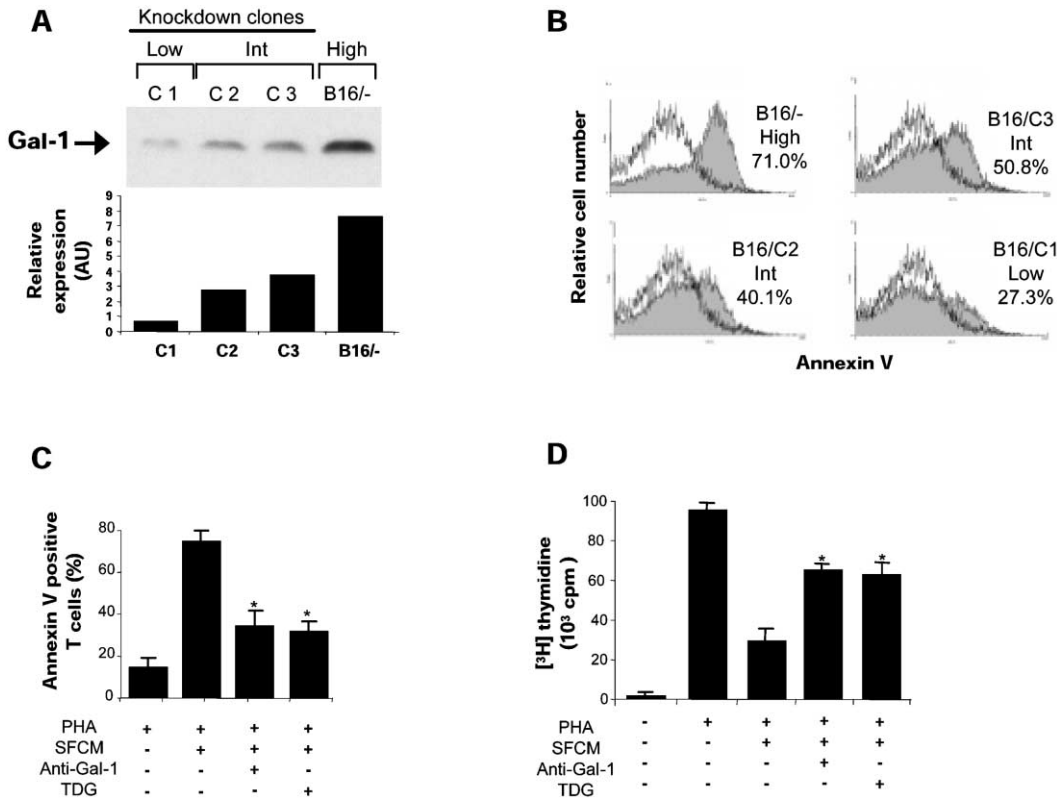 A
Knockdown clones
Low Int High
C 1 C 2 C 3 B16/-
Gal-1
Relative expression (AU)
9
8
7
6
5
4
3
2
1
0
C1 C2 C3 B16/-
B
Relative cell number
B16/-
High
71.0%
B16/C3
Int
50.8%
B16/C2
Int
40.1%
B16/C1
Low
27.3%
Annexin V
C
Annexin V positive
T cells (%)
80
60
40
20
0
* *
PHA + + + +
SFCM - + + +
Anti-Gal-1 - - + -
TDG - - - +
D
[³H] thymidine
(10³ cpm)
100
80
60
40
20
0
* *
PHA - + + + +
SFCM - - + + +
Anti-Gal-1 - - - + -
TDG - - - - +